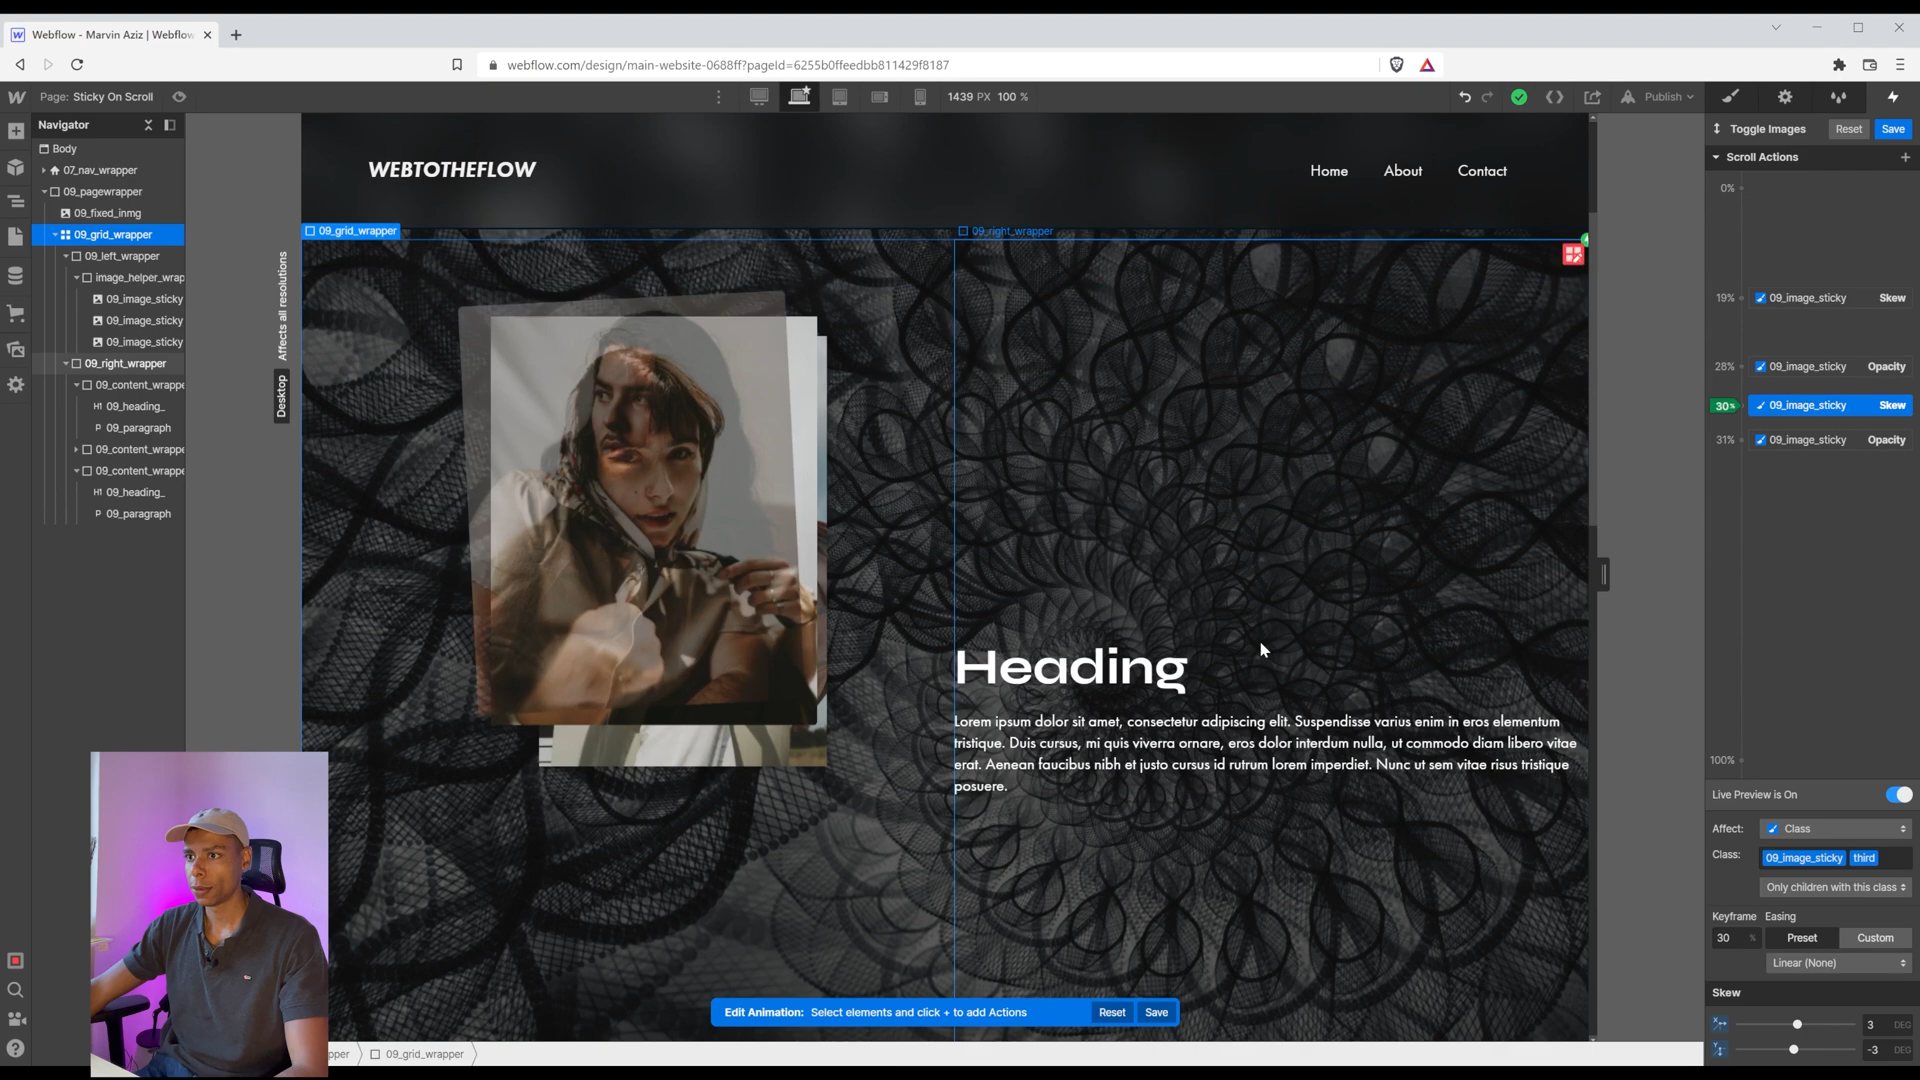 Webflow - Marvin Aziz | Webflow
webflow.com/design/main-website-0688ff?pageId=6255b0ffeedbb811429f8187
Page: Sticky On Scroll
1439 PX 100 %
Publish
Navigator
Body
07_nav_wrapper
09_pagewrapper
09_fixed_inmg
09_grid_wrapper
09_left_wrapper
image_helper_wrap
09_image_sticky
09_image_sticky
09_image_sticky
09_right_wrapper
09_content_wrappe
H1 09_heading_
P 09_paragraph
09_content_wrappe
09_content_wrappe
H1 09_heading_
P 09_paragraph
Affects all resolutions
Desktop
WEBTOTHEFLOW
Home About Contact
09_grid_wrapper
09_right_wrapper
Heading
Lorem ipsum dolor sit amet, consectetur adipiscing elit. Suspendisse varius enim in eros elementum
tristique. Duis cursus, mi quis viverra ornare, eros dolor interdum nulla, ut commodo diam libero vitae
erat. Aenean faucibus nibh et justo cursus id rutrum lorem imperdiet. Nunc ut sem vitae risus tristique
posuere.
Edit Animation: Select elements and click + to add Actions Reset Save
pper 09_grid_wrapper
Toggle Images Reset Save
Scroll Actions
0%
19% 09_image_sticky Skew
28% 09_image_sticky Opacity
30% 09_image_sticky Skew
31% 09_image_sticky Opacity
100%
Live Preview is On
Affect: Class
Class: 09_image_sticky third
Only children with this class
Keyframe Easing
30 % Preset Custom
Linear (None)
Skew
X 3 DEG
Y -3 DEG